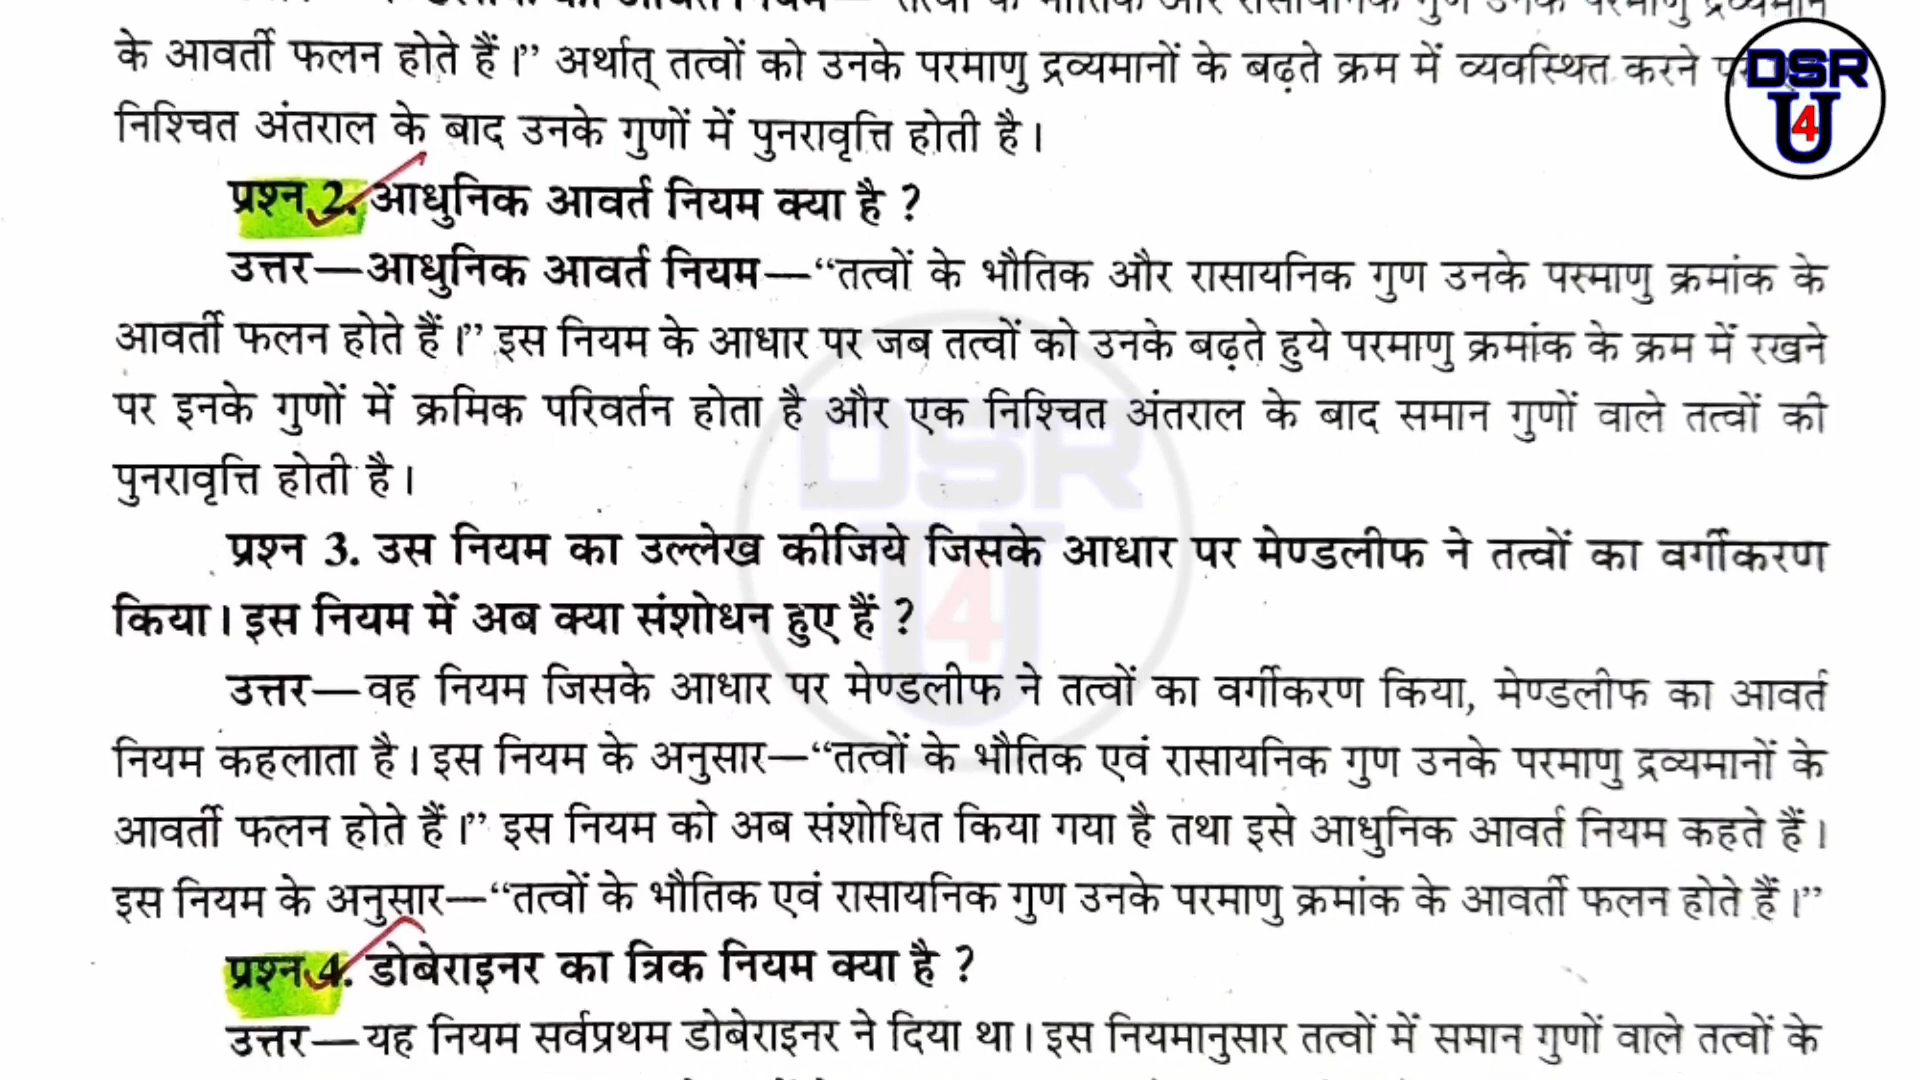 के आवर्ती फलन होते हैं।” अर्थात् तत्वों को उनके परमाणु द्रव्यमानों के बढ़ते क्रम में व्यवस्थित करने
निश्चित अंतराल के बाद उनके गुणों में पुनरावृत्ति होती है।
प्रश्न 2. आधुनिक आवर्त नियम क्या है ?
उत्तर—आधुनिक आवर्त नियम—“तत्वों के भौतिक और रासायनिक गुण उनके परमाणु क्रमांक के
आवर्ती फलन होते हैं।” इस नियम के आधार पर जब तत्वों को उनके बढ़ते हुये परमाणु क्रमांक के क्रम में रखने
पर इनके गुणों में क्रमिक परिवर्तन होता है और एक निश्चित अंतराल के बाद समान गुणों वाले तत्वों की
पुनरावृत्ति होती है।
प्रश्न 3. उस नियम का उल्लेख कीजिये जिसके आधार पर मेण्डलीफ ने तत्वों का वर्गीकरण
किया। इस नियम में अब क्या संशोधन हुए हैं ?
उत्तर—वह नियम जिसके आधार पर मेण्डलीफ ने तत्वों का वर्गीकरण किया, मेण्डलीफ का आवर्त
नियम कहलाता है। इस नियम के अनुसार—“तत्वों के भौतिक एवं रासायनिक गुण उनके परमाणु द्रव्यमानों के
आवर्ती फलन होते हैं।” इस नियम को अब संशोधित किया गया है तथा इसे आधुनिक आवर्त नियम कहते हैं।
इस नियम के अनुसार—“तत्वों के भौतिक एवं रासायनिक गुण उनके परमाणु क्रमांक के आवर्ती फलन होते हैं।”
प्रश्न 4. डोबेराइनर का त्रिक नियम क्या है ?
उत्तर—यह नियम सर्वप्रथम डोबेराइनर ने दिया था। इस नियमानुसार तत्वों में समान गुणों वाले तत्वों के
DSR
U
4
DSR
U
4